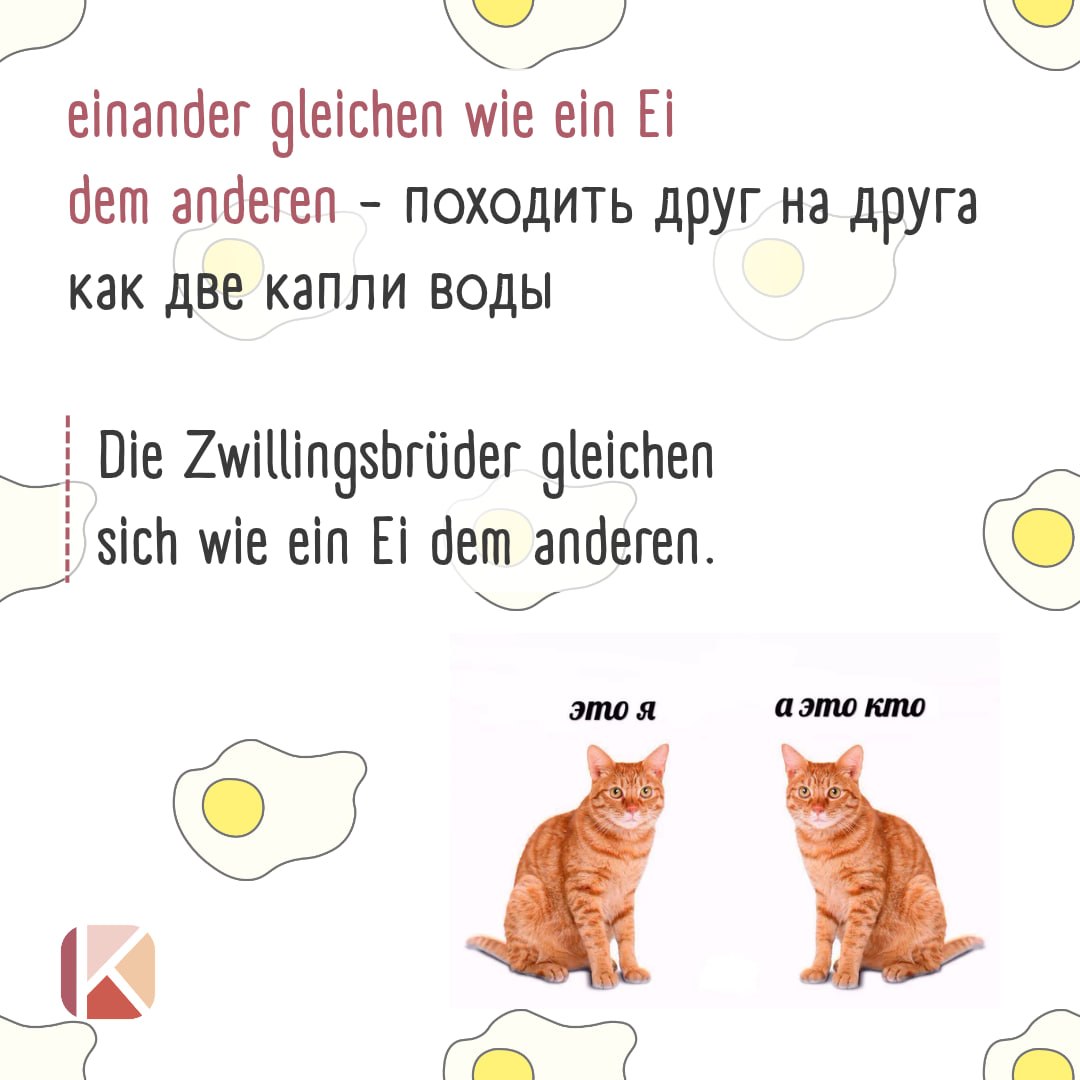 einander gleichen wie ein Ei
dem anderen - походить друг на друга
как две капли воды
Die Zwillingsbrüder gleichen
sich wie ein Ei dem anderen.
это я
а это кто
K